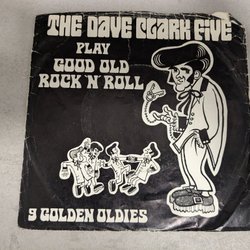 THE DAVE CLARK FIVE
PLAY
GOOD OLD
ROCK'N'ROLL
9 GOLDEN OLDIES